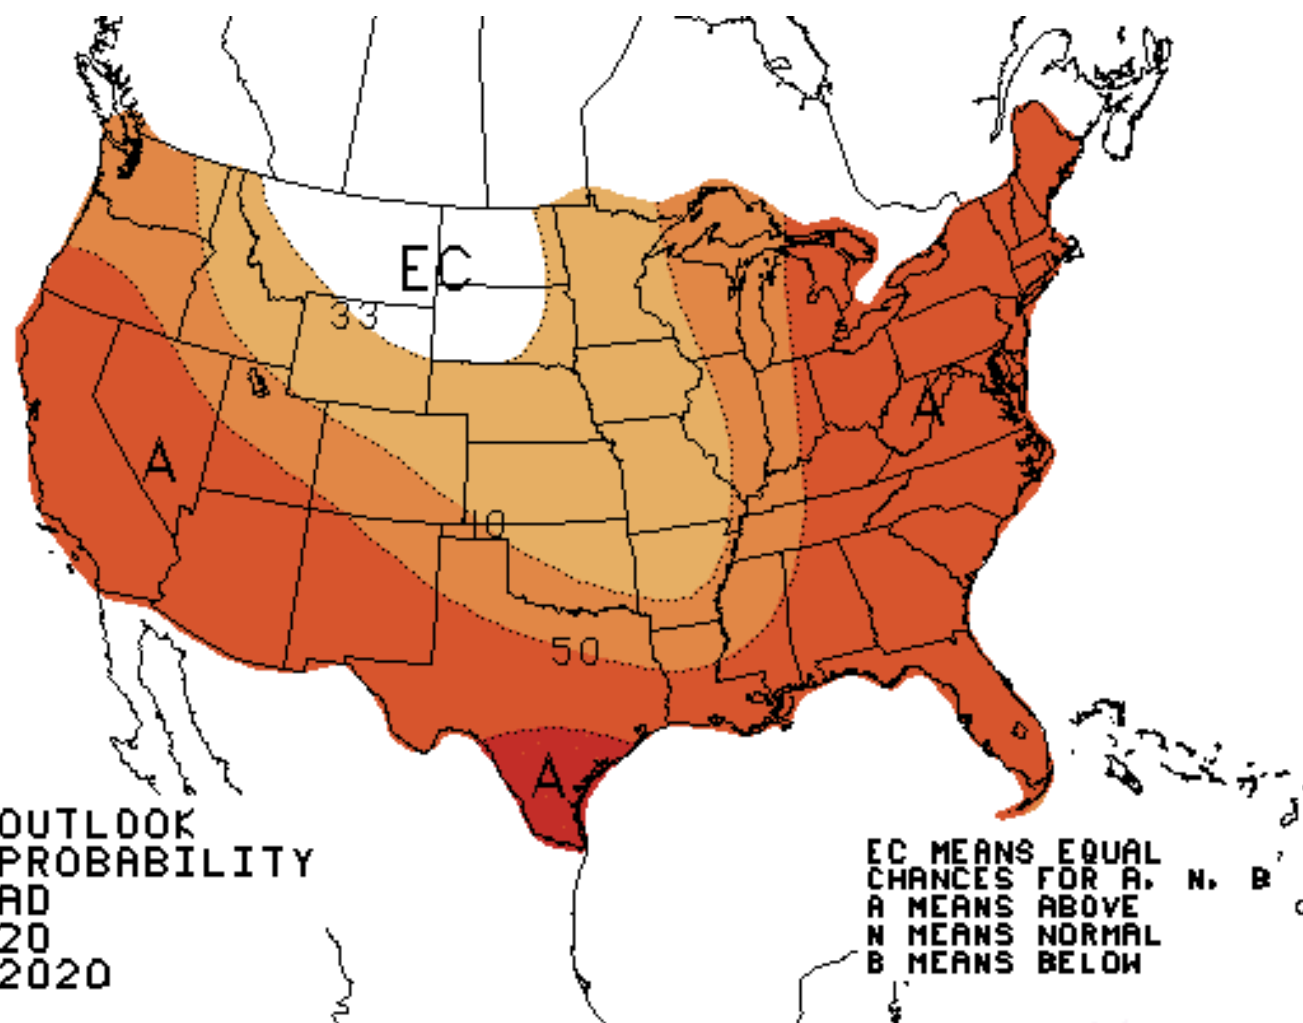 EC
33
A
A
40
50
A
OUTLOOK
PROBABILITY
AD
20
2020
EC MEANS EQUAL
CHANCES FOR A, N, B
A MEANS ABOVE
N MEANS NORMAL
B MEANS BELOW